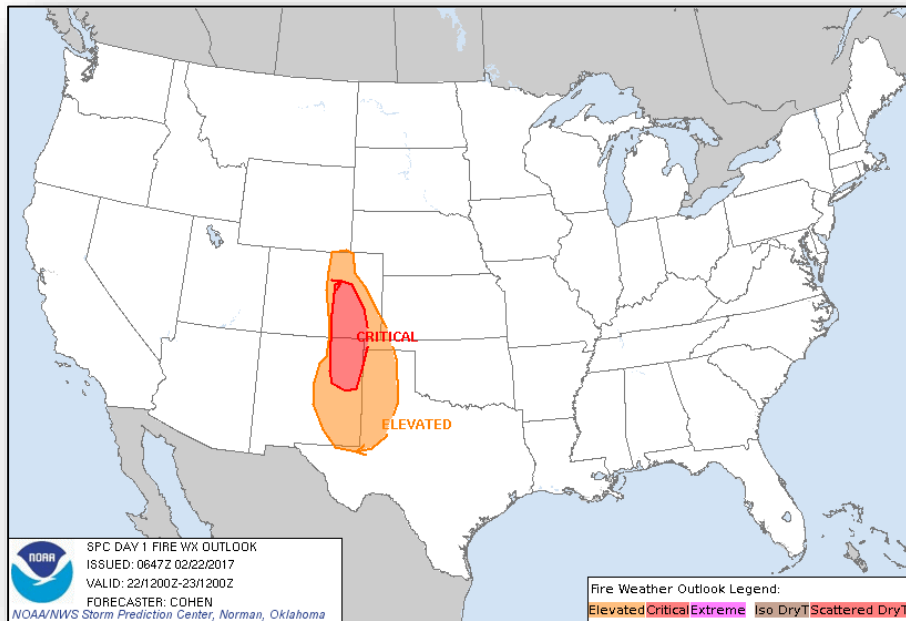 CRITICAL
ELEVATED
NOAA
SPC DAY 1 FIRE WX OUTLOOK
ISSUED: 0647Z 02/22/2017
VALID: 22/1200Z-23/1200Z
FORECASTER: COHEN
NOAA/NWS Storm Prediction Center, Norman, Oklahoma
Fire Weather Outlook Legend:
Elevated Critical Extreme Iso DryT Scattered DryT